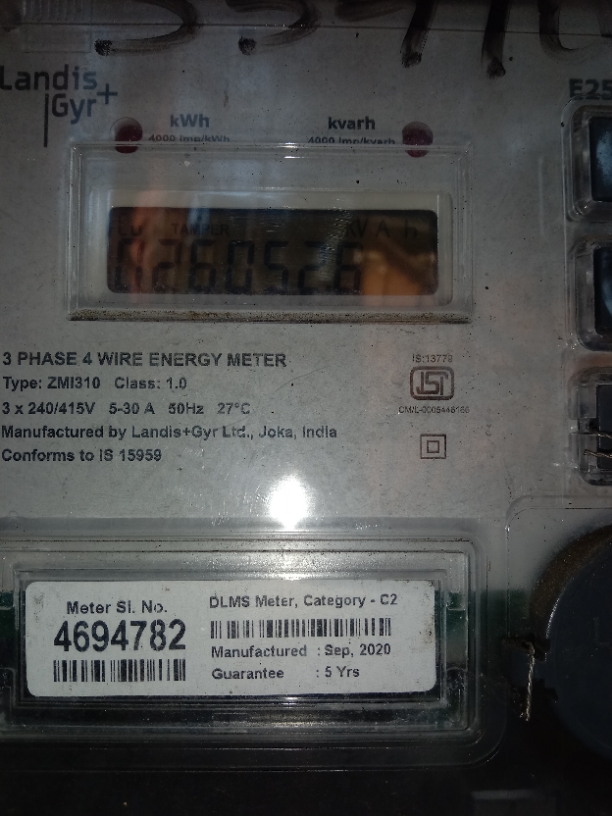 Landis
Gyr+
E25
kWh
4000 imp/kWh
kvarh
4000 imp/kvarh
TAMPER
kVAh
0260526
3 PHASE 4 WIRE ENERGY METER
Type: ZMI310 Class: 1.0
3 x 240/415V 5-30 A 50Hz 27°C
Manufactured by Landis+Gyr Ltd., Joka, India
Conforms to IS 15959
IS:13779
ISI
Meter Sl. No.
4694782
DLMS Meter, Category - C2
Manufactured : Sep, 2020
Guarantee : 5 Yrs